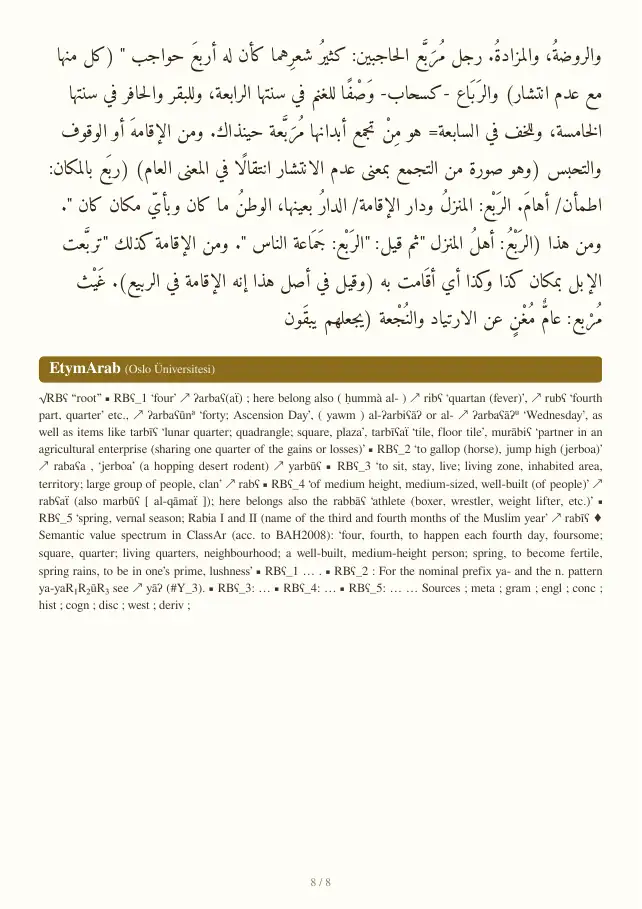 والروضةُ، والمزادةُ. رجل مُرَبَّع الحاجبين: كثيرُ شعرِهما كأن له أربعَ حواجب " (كل منها
مع عدم انتشار) والرَبَاع -كسحاب- وَصْفًا للغنم في سنتها الرابعة، وللبقر والحافر في سنتها
الخامسة، وللخف في السابعة= هو مِنْ تجمع أبدانها مُرَبَّعة حينذاك. ومن الإقامهَ أو الوقوف
والتحبس (وهو صورة من التجمع بمعنى عدم الانتشار انتقالًا في المعنى العام) (ربَع بالمكان:
اطمأن/ أهامَ. الرَبْع: المنزلُ ودار الإقامة/ الدارُ بعينها، الوطنُ ما كان وبأيّ مكان كان ".
ومن هذا (الرَبْعُ: أهلُ المنزل "ثم قيل: "الرَبْع: جَمَاعة الناس ". ومن الإقامة كذلك "تربَّعت
الإبل بمكان كذا وكذا أي أقَامت به (وقيل في أصل هذا إنه الإقامة في الربيع). غَيْث
مُرْبع: عامٌّ مُغْنٍ عن الارتياد والنُجْعة (يجعلهم يبقَون
EtymArab (Oslo Üniversitesi)
√RBʕ “root” ▪ RBʕ_1 ‘four’ ↗ ʔarbaʕ(aẗ) ; here belong also ( ḥummà al- ) ↗ ribʕ ‘quartan (fever)’, ↗ rubʕ ‘fourth
part, quarter’ etc., ↗ ʔarbaʕūnᵃ ‘forty; Ascension Day’, ( yawm ) al-ʔarbiʕāʔ or al- ↗ ʔarbaʕāʔᵘ ‘Wednesday’, as
well as items like tarbīʕ ‘lunar quarter; quadrangle; square, plaza’, tarbīʕaẗ ‘tile, floor tile’, murābiʕ ‘partner in an
agricultural enterprise (sharing one quarter of the gains or losses)’ ▪ RBʕ_2 ‘to gallop (horse), jump high (jerboa)’
↗ rabaʕa , ‘jerboa’ (a hopping desert rodent) ↗ yarbūʕ ▪ RBʕ_3 ‘to sit, stay, live; living zone, inhabited area,
territory; large group of people, clan’ ↗ rabʕ ▪ RBʕ_4 ‘of medium height, medium-sized, well-built (of people)’ ↗
rabʕaẗ (also marbūʕ [ al-qāmaẗ ]); here belongs also the rabbāʕ ‘athlete (boxer, wrestler, weight lifter, etc.)’ ▪
RBʕ_5 ‘spring, vernal season; Rabia I and II (name of the third and fourth months of the Muslim year’ ↗ rabīʕ ♦
Semantic value spectrum in ClassAr (acc. to BAH2008): ‘four, fourth, to happen each fourth day, foursome;
square, quarter; living quarters, neighbourhood; a well-built, medium-height person; spring, to become fertile,
spring rains, to be in one’s prime, lushness’ ▪ RBʕ_1 … . ▪ RBʕ_2 : For the nominal prefix ya- and the n. pattern
ya-yaR₁R₂ūR₃ see ↗ yāʔ (#Y_3). ▪ RBʕ_3: … ▪ RBʕ_4: … ▪ RBʕ_5: … … Sources ; meta ; gram ; engl ; conc ;
hist ; cogn ; disc ; west ; deriv ;
8 / 8